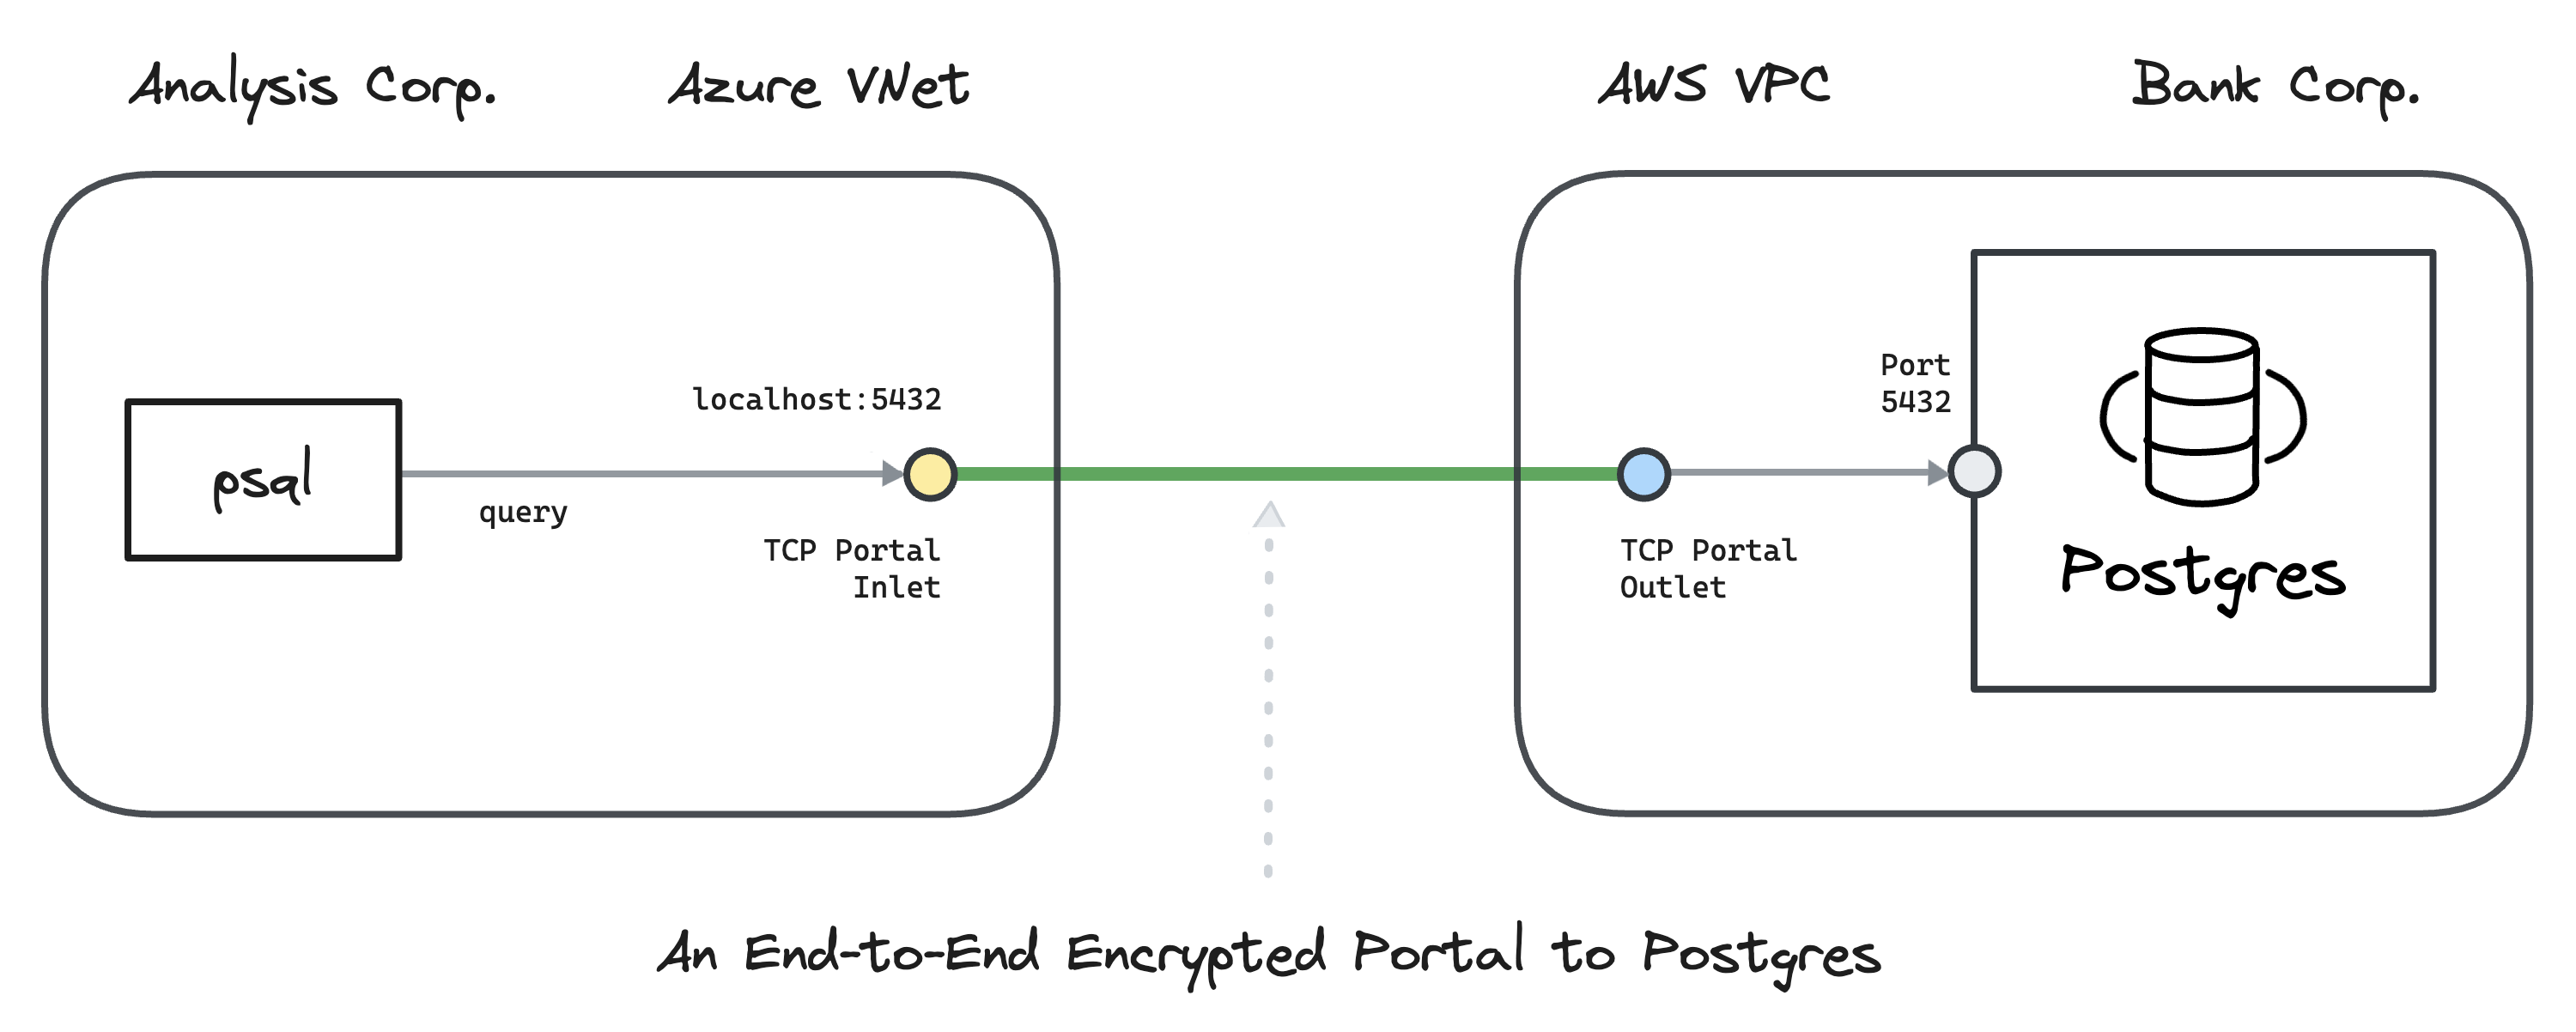 Analysis Corp.
Azure VNet
AWS VPC
Bank Corp.
localhost:5432
psql
query
TCP Portal
Inlet
Port
5432
TCP Portal
Outlet
Postgres
An End-to-End Encrypted Portal to Postgres